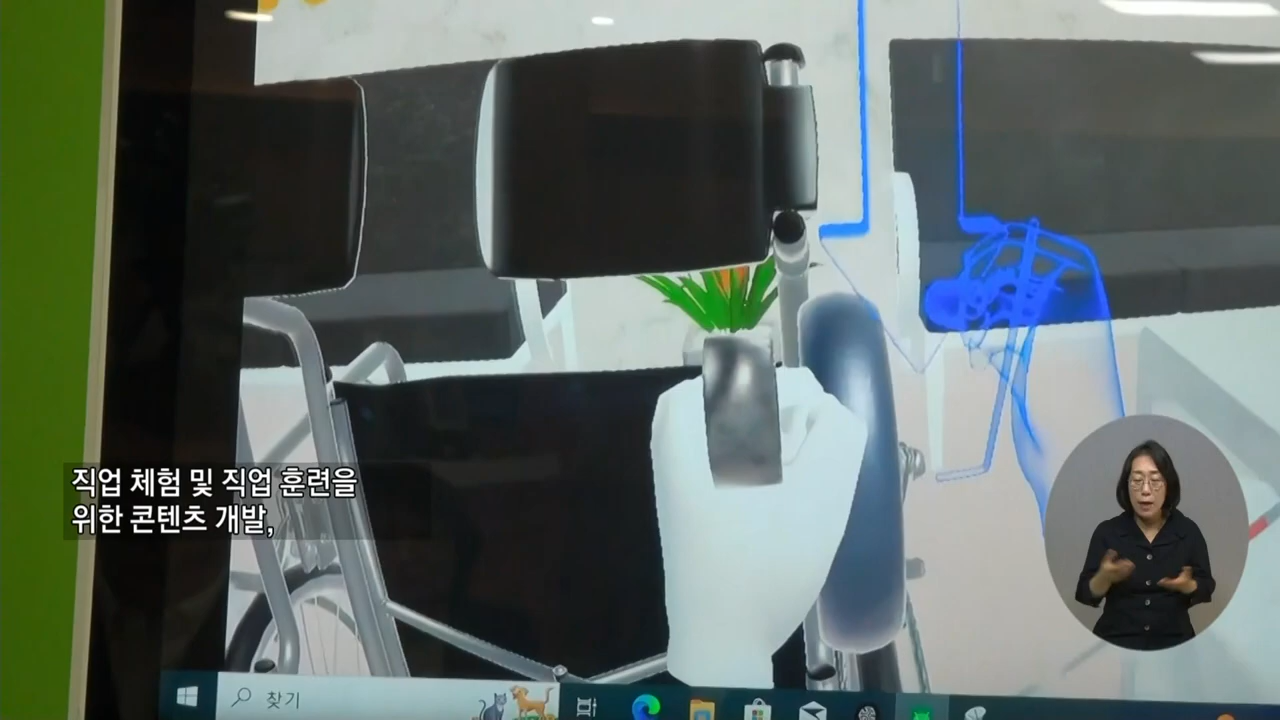 직업 체험 및 직업 훈련을
위한 콘텐츠 개발,
찾기